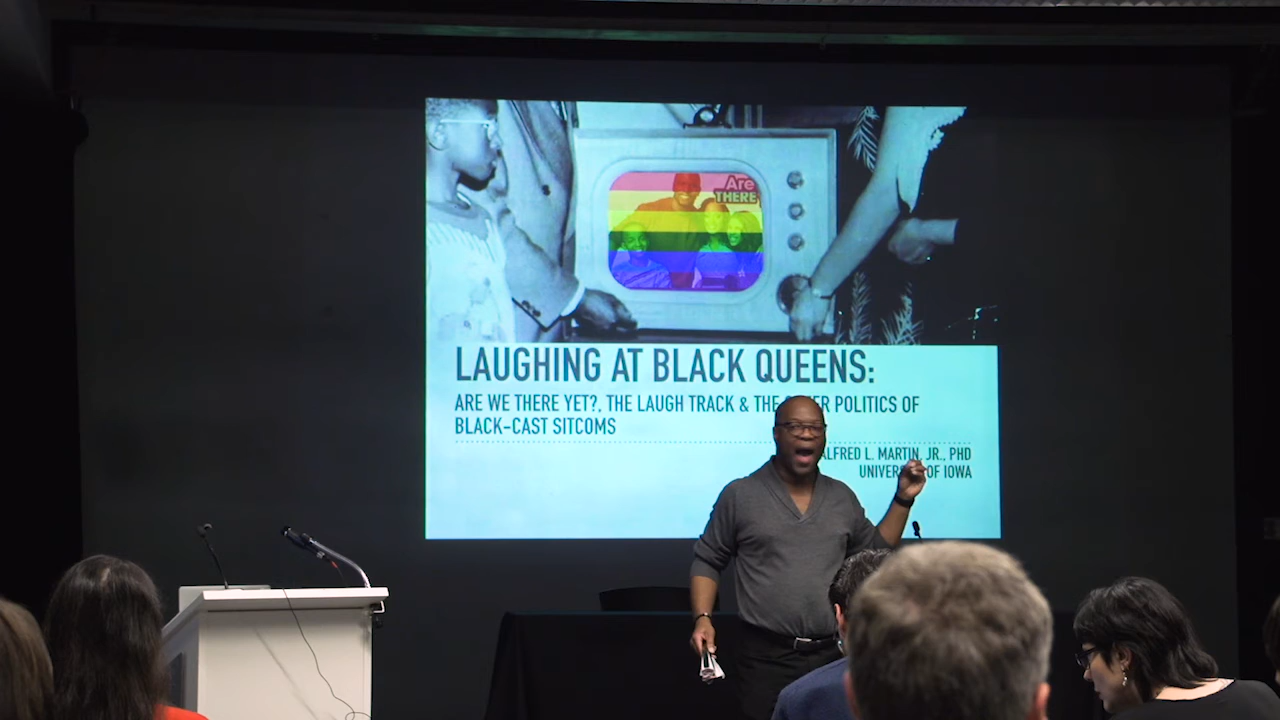 Are
THERE
LAUGHING AT BLACK QUEENS:
ARE WE THERE YET?, THE LAUGH TRACK & THE POLITICS OF
BLACK-CAST SITCOMS
ALFRED L. MARTIN, JR., PHD
OF IOWA